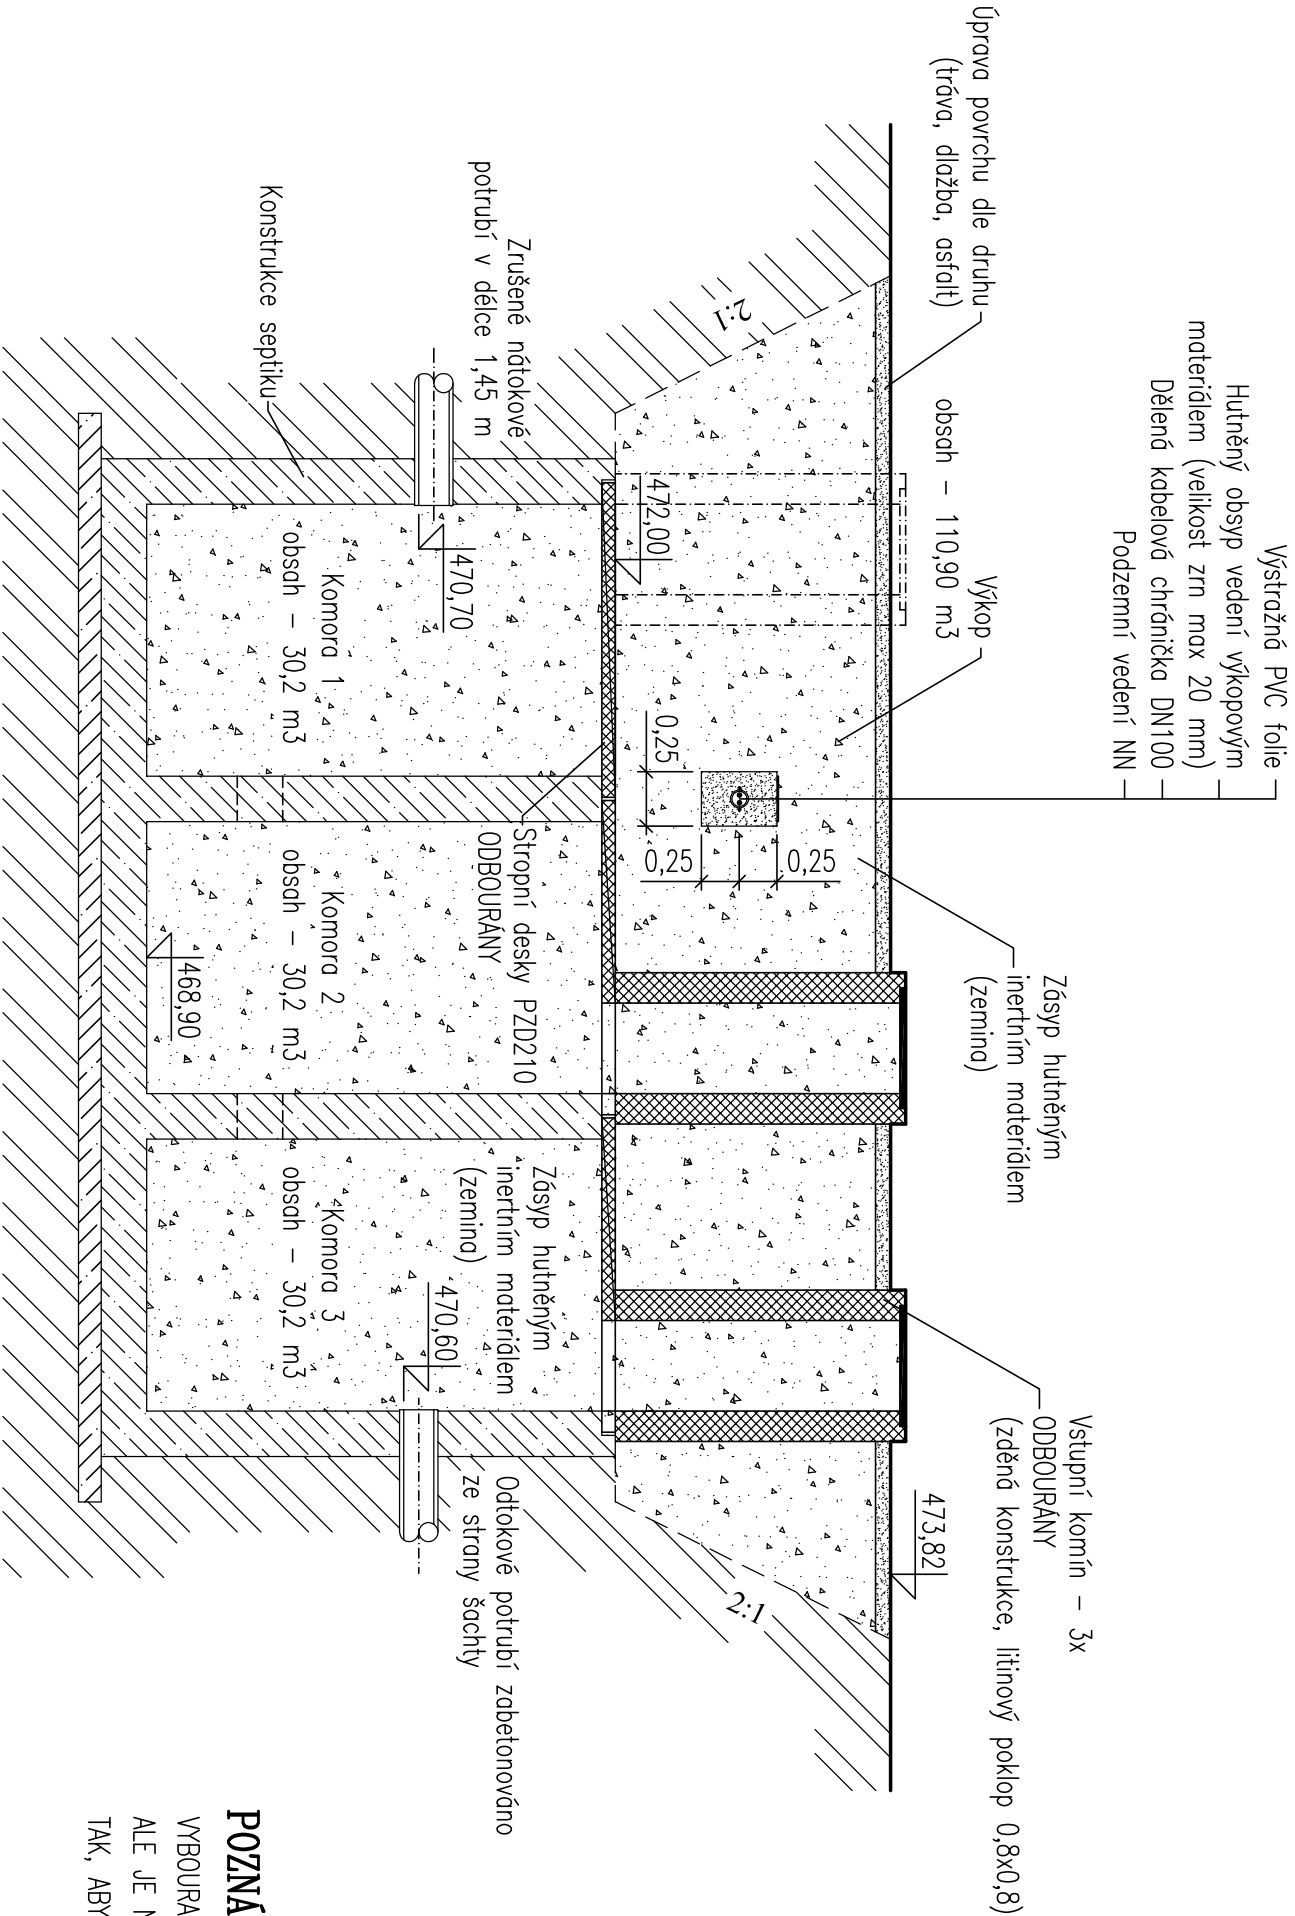 Výstražná PVC folie
Hutněný obsyp vedení výkopovým
materiálem (velikost zrn max 20 mm)
Dělená kabelová chránička DN100
Podzemní vedení NN
Úprava povrchu dle druhu
(tráva, dlažba, asfalt)
Výkop
obsah - 110,90 m3
Zásyp hutněným
inertním materiálem
(zemina)
Vstupní komín - 3x
ODBOURÁNY
(zděná konstrukce, litinový poklop 0,8x0,8)
473,82
2:1
2:1
0,25
0,25
0,25
472,00
Zrušené nátokové
potrubí v délce 1,45 m
470,70
Stropní desky PZD210
ODBOURÁNY
Zásyp hutněným
inertním materiálem
(zemina)
470,60
Odtokové potrubí zabetonováno
ze strany šachty
Konstrukce septiku
Komora 1
obsah - 30,2 m3
Komora 2
obsah - 30,2 m3
Komora 3
obsah - 30,2 m3
468,90
POZNÁ
VYBOURA
ALE JE N
TAK, ABY